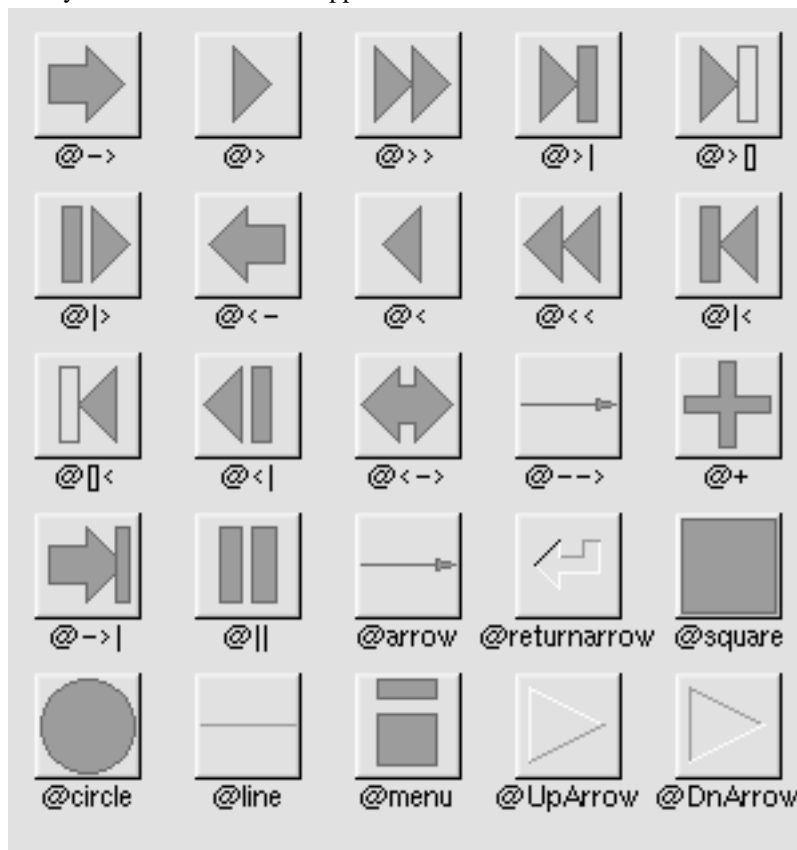 @-> @> @>> @>| @>[]
@|> @<- @< @<< @|<
@[]< @<| @<-> @--> @+
@->| @|| @arrow @returnarrow @square
@circle @line @menu @UpArrow @DnArrow